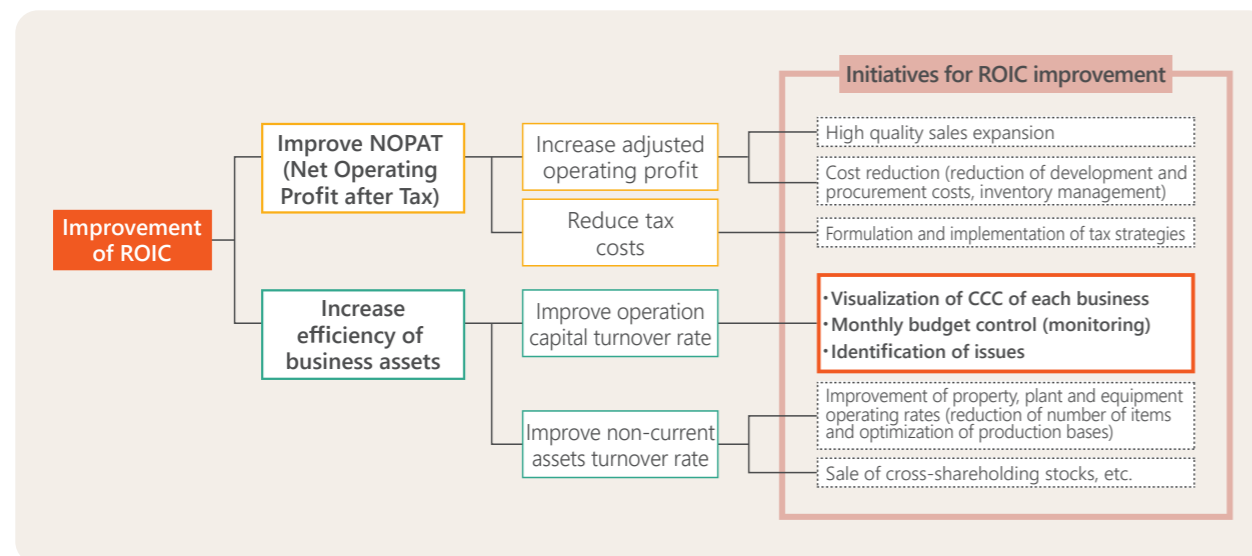 Initiatives for ROIC improvement
Improvement
of ROIC
Improve NOPAT
(Net Operating
Profit after Tax)
Increase adjusted
operating profit
High quality sales expansion
Cost reduction (reduction of development and
procurement costs, inventory management)
Reduce tax
costs
Formulation and implementation of tax strategies
Increase
efficiency of
business assets
Improve operation
capital turnover rate
・Visualization of CCC of each business
・Monthly budget control (monitoring)
・Identification of issues
Improve non-current
assets turnover rate
Improvement of property, plant and equipment
operating rates (reduction of number of items
and optimization of production bases)
Sale of cross-shareholding stocks, etc.